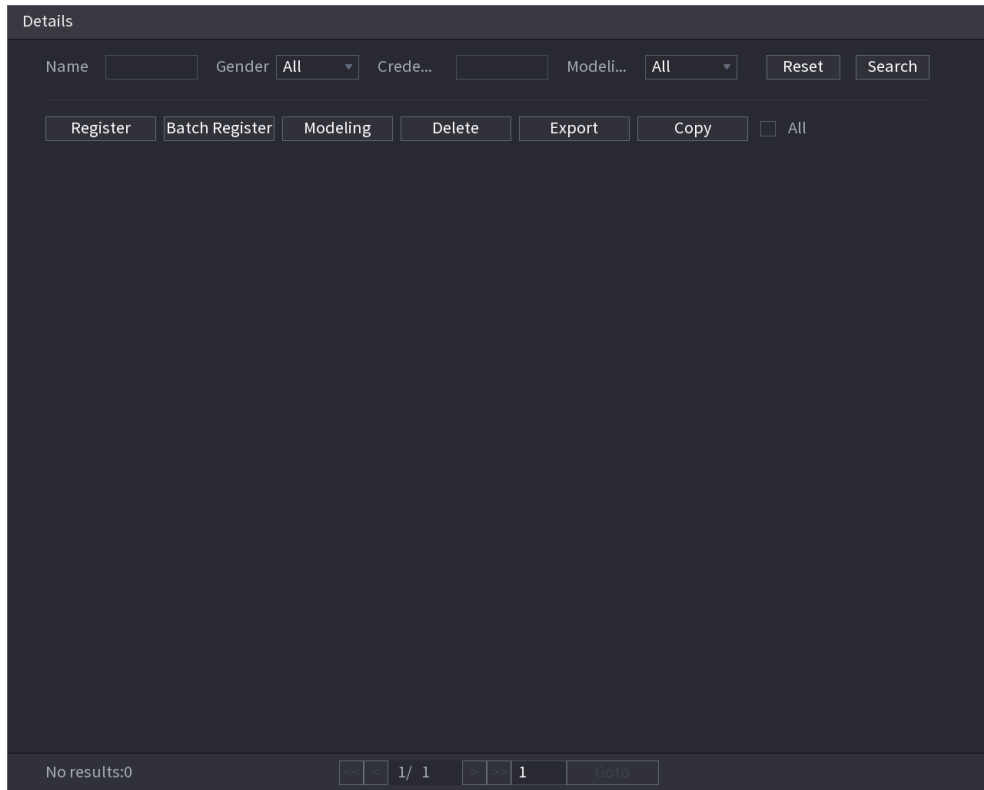 Details
Name Gender All Crede... Modeli... All Reset Search
Register Batch Register Modeling Delete Export Copy All
No results:0 << < 1/ 1 > >> 1 Goto